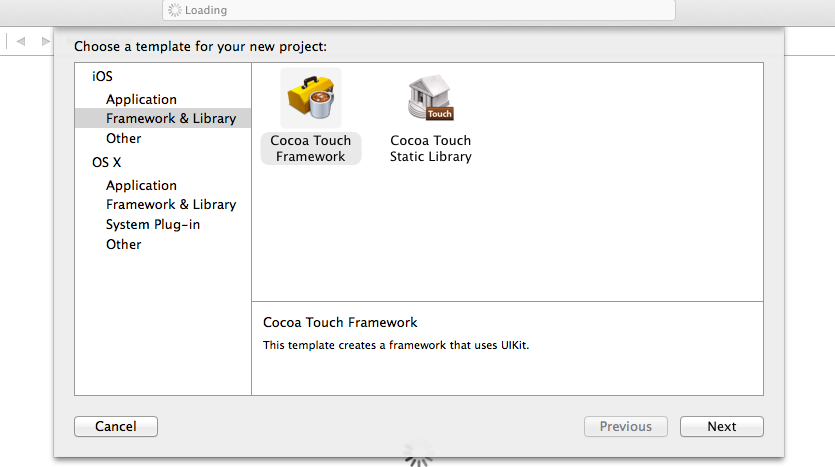 Loading
Choose a template for your new project:
iOS
Application
Framework & Library
Other
OS X
Application
Framework & Library
System Plug-in
Other
Cocoa Touch
Framework
Touch
Cocoa Touch
Static Library
Cocoa Touch Framework
This template creates a framework that uses UIKit.
Cancel
Previous
Next